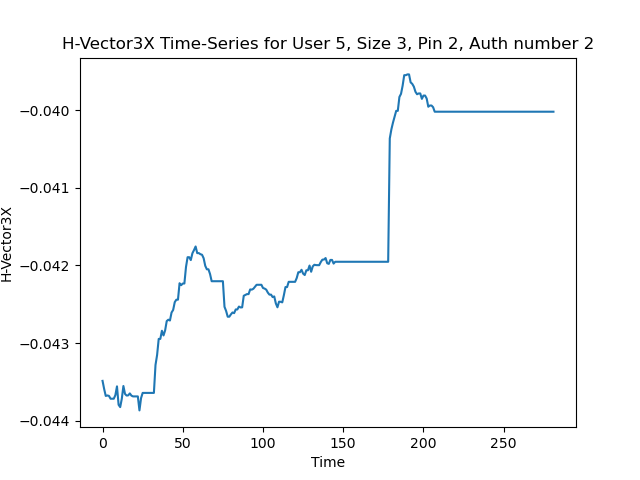 H-Vector3X Time-Series for User 5, Size 3, Pin 2, Auth number 2
−0.040
−0.041
−0.042
−0.043
−0.044
H-Vector3X
0 50 100 150 200 250
Time